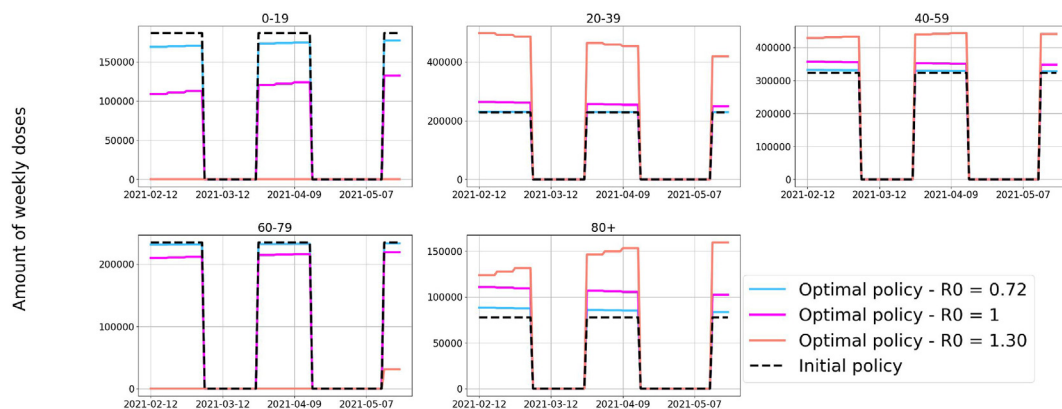 Amount of weekly doses
0-19
150000
100000
50000
0
2021-02-12 2021-03-12 2021-04-09 2021-05-07
20-39
400000
200000
0
2021-02-12 2021-03-12 2021-04-09 2021-05-07
40-59
400000
300000
200000
100000
0
2021-02-12 2021-03-12 2021-04-09 2021-05-07
60-79
200000
100000
0
2021-02-12 2021-03-12 2021-04-09 2021-05-07
80+
150000
100000
50000
0
2021-02-12 2021-03-12 2021-04-09 2021-05-07
Optimal policy - R0 = 0.72
Optimal policy - R0 = 1
Optimal policy - R0 = 1.30
Initial policy